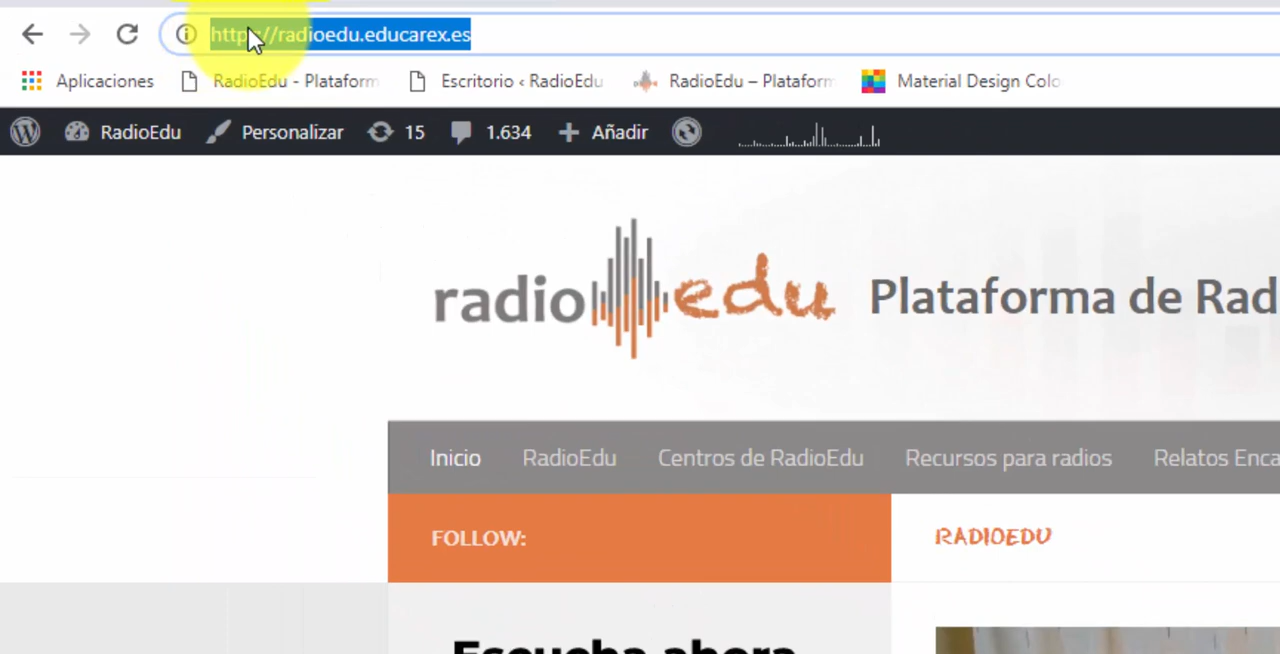 https://radioedu.educarex.es
Aplicaciones RadioEdu - Plataform Escritorio ‹ RadioEdu RadioEdu – Plataform Material Design Colo
RadioEdu Personalizar 15 1.634 Añadir
radio edu Plataforma de Rad
Inicio RadioEdu Centros de RadioEdu Recursos para radios Relatos Enca
FOLLOW:
RADIOEDU
Escucha ahora